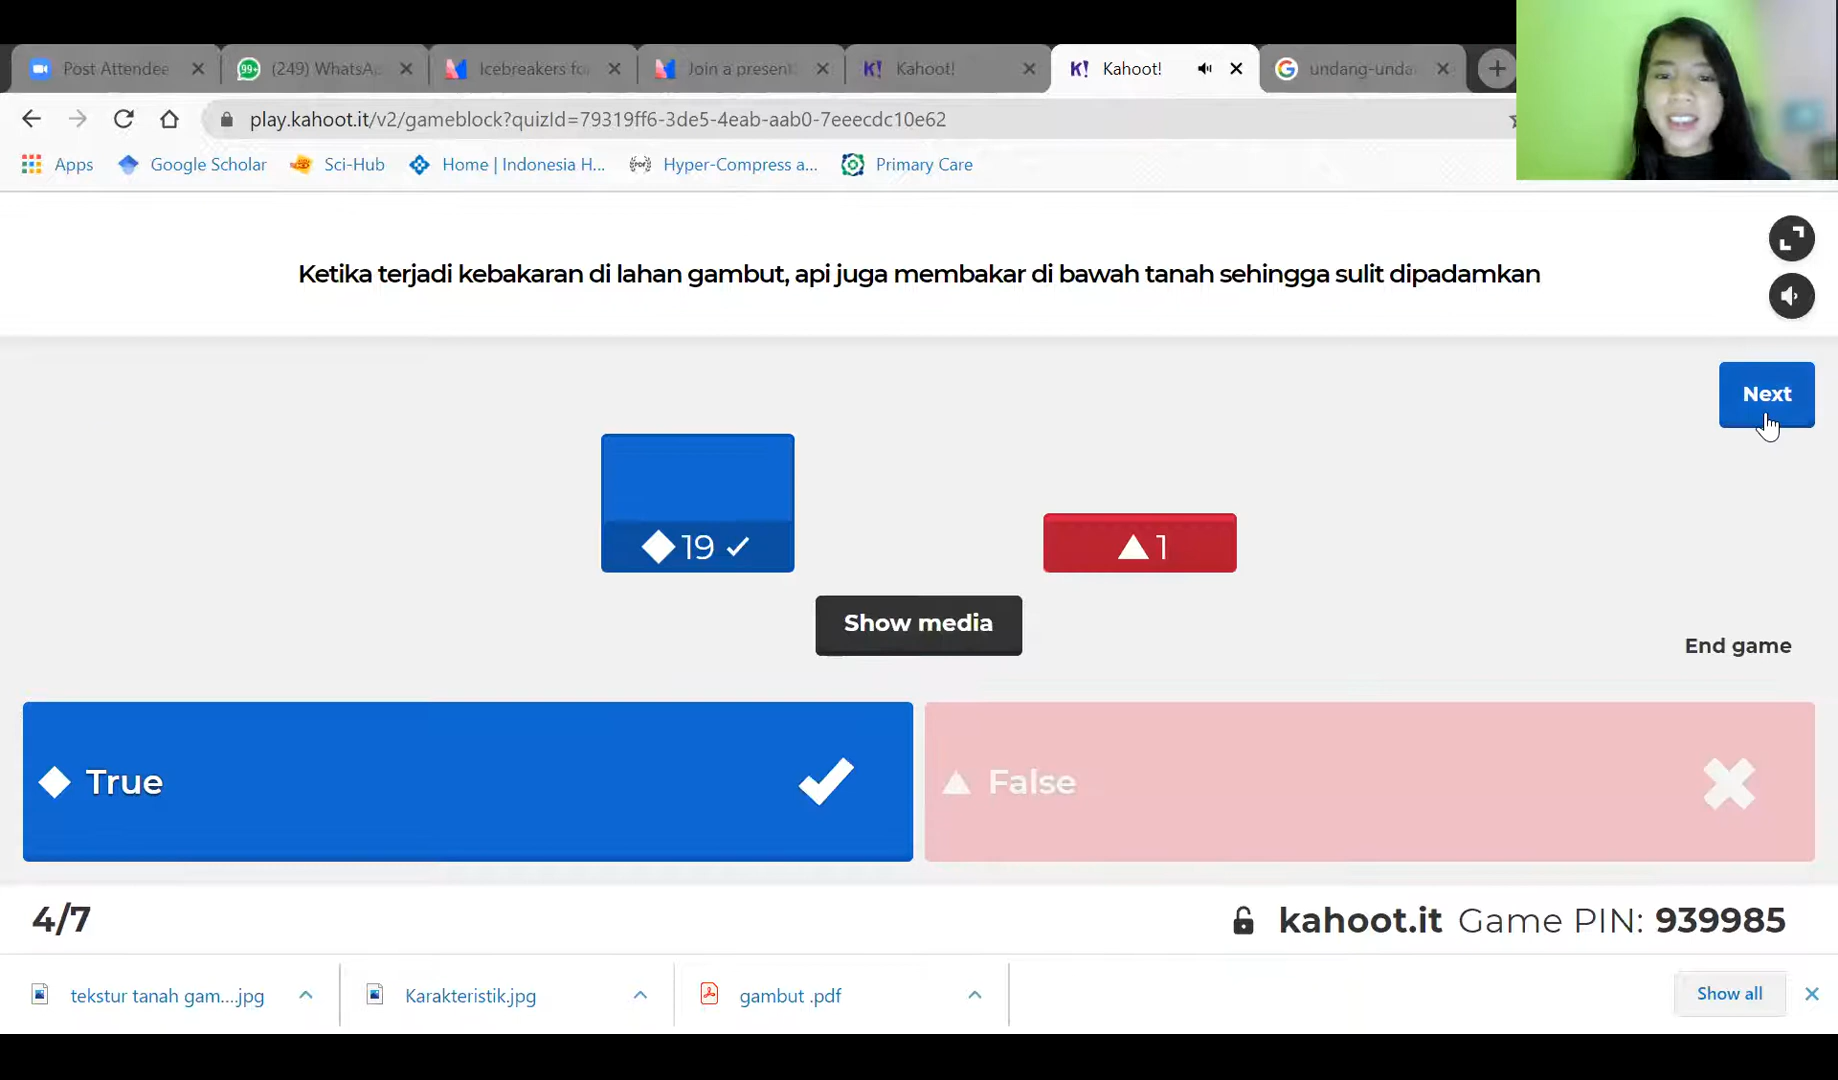 Post Attendee
(249) WhatsAp
Icebreakers fo
Join a present
Kahoot!
Kahoot!
undang-unda
play.kahoot.it/v2/gameblock?quizId=79319ff6-3de5-4eab-aab0-7eeecdc10e62
Apps
Google Scholar
Sci-Hub
Home | Indonesia H...
Hyper-Compress a...
Primary Care
Ketika terjadi kebakaran di lahan gambut, api juga membakar di bawah tanah sehingga sulit dipadamkan
Next
19
1
Show media
End game
True
False
4/7
kahoot.it Game PIN: 939985
tekstur tanah gam....jpg
Karakteristik.jpg
gambut .pdf
Show all